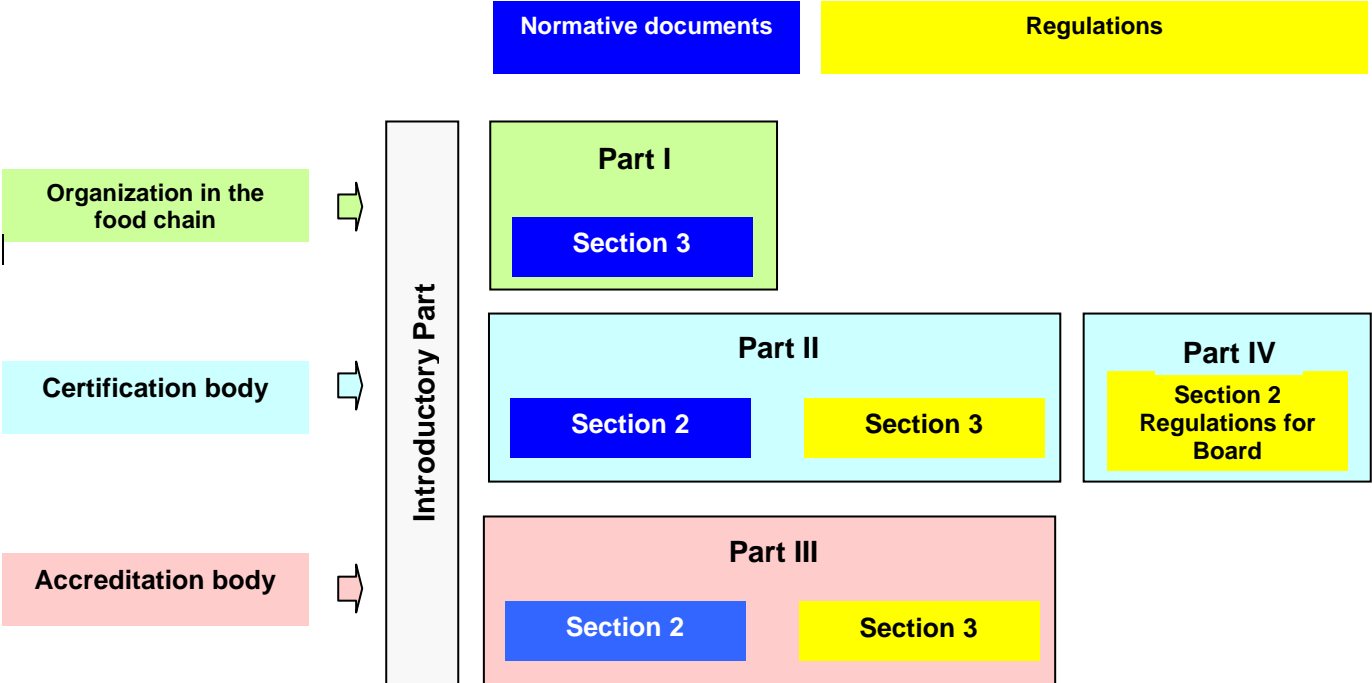 Normative documents
Regulations
Part I
Organization in the
food chain
Section 3
Introductory Part
Part II
Part IV
Certification body
Section 2
Section 3
Section 2
Regulations for
Board
Part III
Accreditation body
Section 2
Section 3